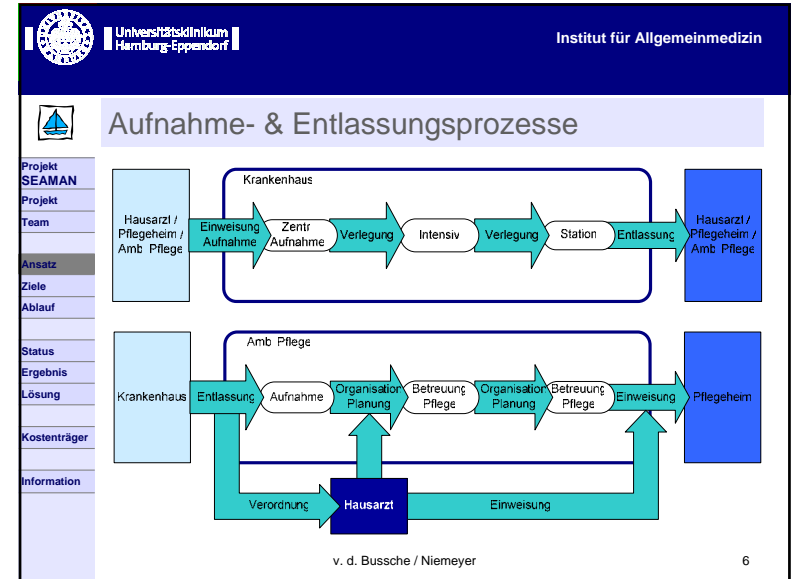 Universitätsklinikum
Hamburg-Eppendorf
Institut für Allgemeinmedizin
Aufnahme- & Entlassungsprozesse
Projekt
SEAMAN
Projekt
Team
Ansatz
Ziele
Ablauf
Status
Ergebnis
Lösung
Kostenträger
Information
Krankenhaus
Hausarzt /
Pflegeheim /
Amb Pflege
Einweisung
Aufnahme
Zentr
Aufnahme
Verlegung
Intensiv
Verlegung
Station
Entlassung
Hausarzt /
Pflegeheim /
Amb Pflege
Amb Pflege
Krankenhaus
Entlassung
Aufnahme
Organisation
Planung
Betreuung
Pflege
Organisation
Planung
Betreuung
Pflege
Einweisung
Pflegeheim
Verordnung
Hausarzt
Einweisung
v. d. Bussche / Niemeyer
6